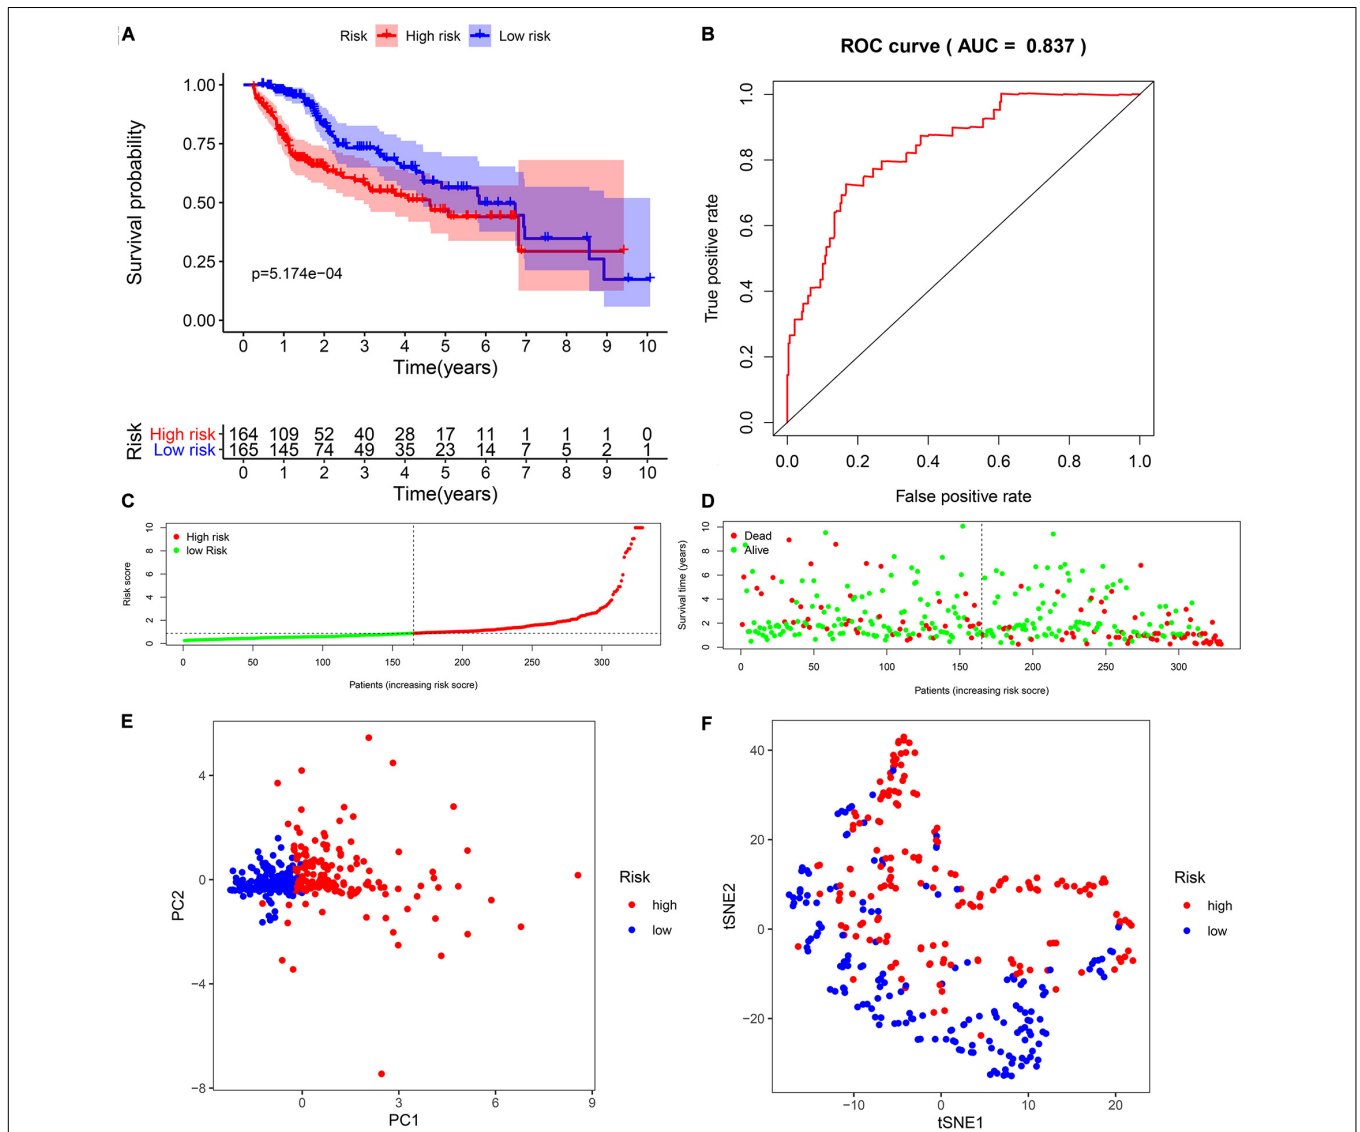 A
Risk High risk Low risk
Survival probability
1.00
0.75
0.50
0.25
0.00
p=5.174e−04
0 1 2 3 4 5 6 7 8 9 10
Time(years)
Risk
High risk 164 109 52 40 28 17 11 1 1 1 0
Low risk 165 145 74 49 35 23 14 7 5 2 1
0 1 2 3 4 5 6 7 8 9 10
Time(years)
B
ROC curve ( AUC = 0.837 )
True positive rate
1.0
0.8
0.6
0.4
0.2
0.0
0.0 0.2 0.4 0.6 0.8 1.0
False positive rate
C
High risk
low Risk
Risk score
10
8
6
4
2
0
0 50 100 150 200 250 300
Patients (increasing risk socre)
D
Dead
Alive
Survival time (years)
10
8
6
4
2
0
0 50 100 150 200 250 300
Patients (increasing risk socre)
E
PC2
4
0
−4
−8
0 3 6 9
PC1
Risk
high
low
F
tSNE2
40
20
0
−20
−10 0 10 20
tSNE1
Risk
high
low